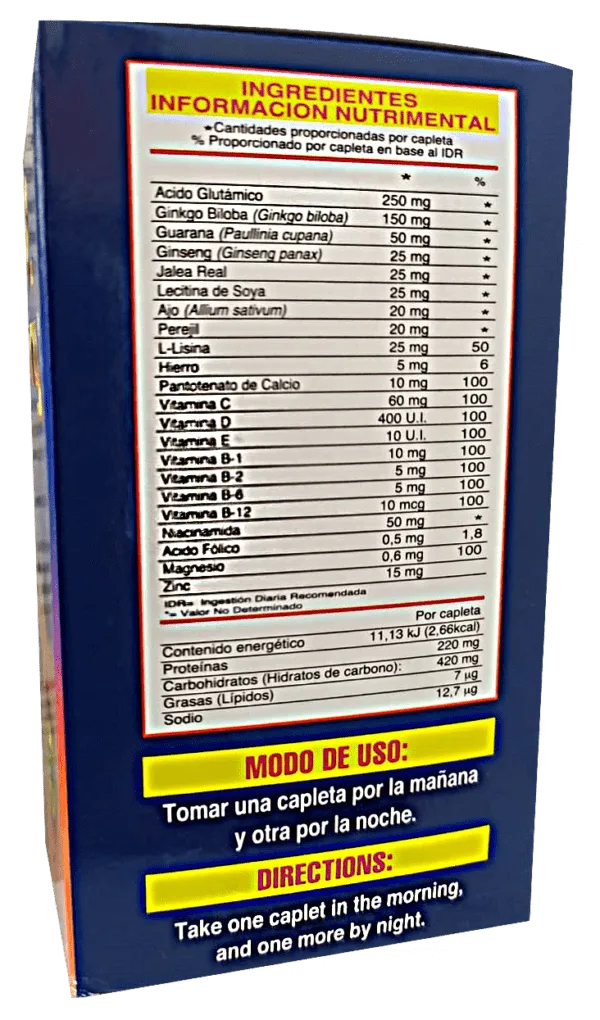 INGREDIENTES
INFORMACION NUTRIMENTAL
*Cantidades proporcionadas por capleta
% Proporcionado por capleta en base al IDR
* %
Acido Glutámico 250 mg *
Ginkgo Biloba (Ginkgo biloba) 150 mg *
Guarana (Paullinia cupana) 50 mg *
Ginseng (Ginseng panax) 25 mg *
Jalea Real 25 mg *
Lecitina de Soya 25 mg *
Ajo (Allium sativum) 20 mg *
Perejil 20 mg *
L-Lisina 25 mg 50
Hierro 5 mg 6
Pantotenato de Calcio 10 mg 100
Vitamina C 60 mg 100
Vitamina D 400 U.I. 100
Vitamina E 10 U.I. 100
Vitamina B-1 10 mg 100
Vitamina B-2 5 mg 100
Vitamina B-6 5 mg 100
Vitamina B-12 10 mcg 100
Niacinamida 50 mg *
Acido Fólico 0,5 mg 1,8
Magnesio 0,6 mg 100
Zinc 15 mg
IDR= Ingestión Diaria Recomendada
*= Valor No Determinado
Por capleta
Contenido energético 11,13 kJ (2,66kcal)
Proteínas 220 mg
Carbohidratos (Hidratos de carbono): 420 mg
Grasas (Lípidos) 7 µg
Sodio 12,7 µg
MODO DE USO:
Tomar una capleta por la mañana
y otra por la noche.
DIRECTIONS:
Take one caplet in the morning,
and one more by night.